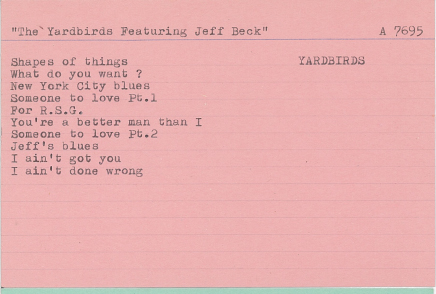 "The Yardbirds Featuring Jeff Beck" A 7695
Shapes of things YARDBIRDS
What do you want ?
New York City blues
Someone to love Pt.1
For R.S.G.
You're a better man than I
Someone to love Pt.2
Jeff's blues
I ain't got you
I ain't done wrong